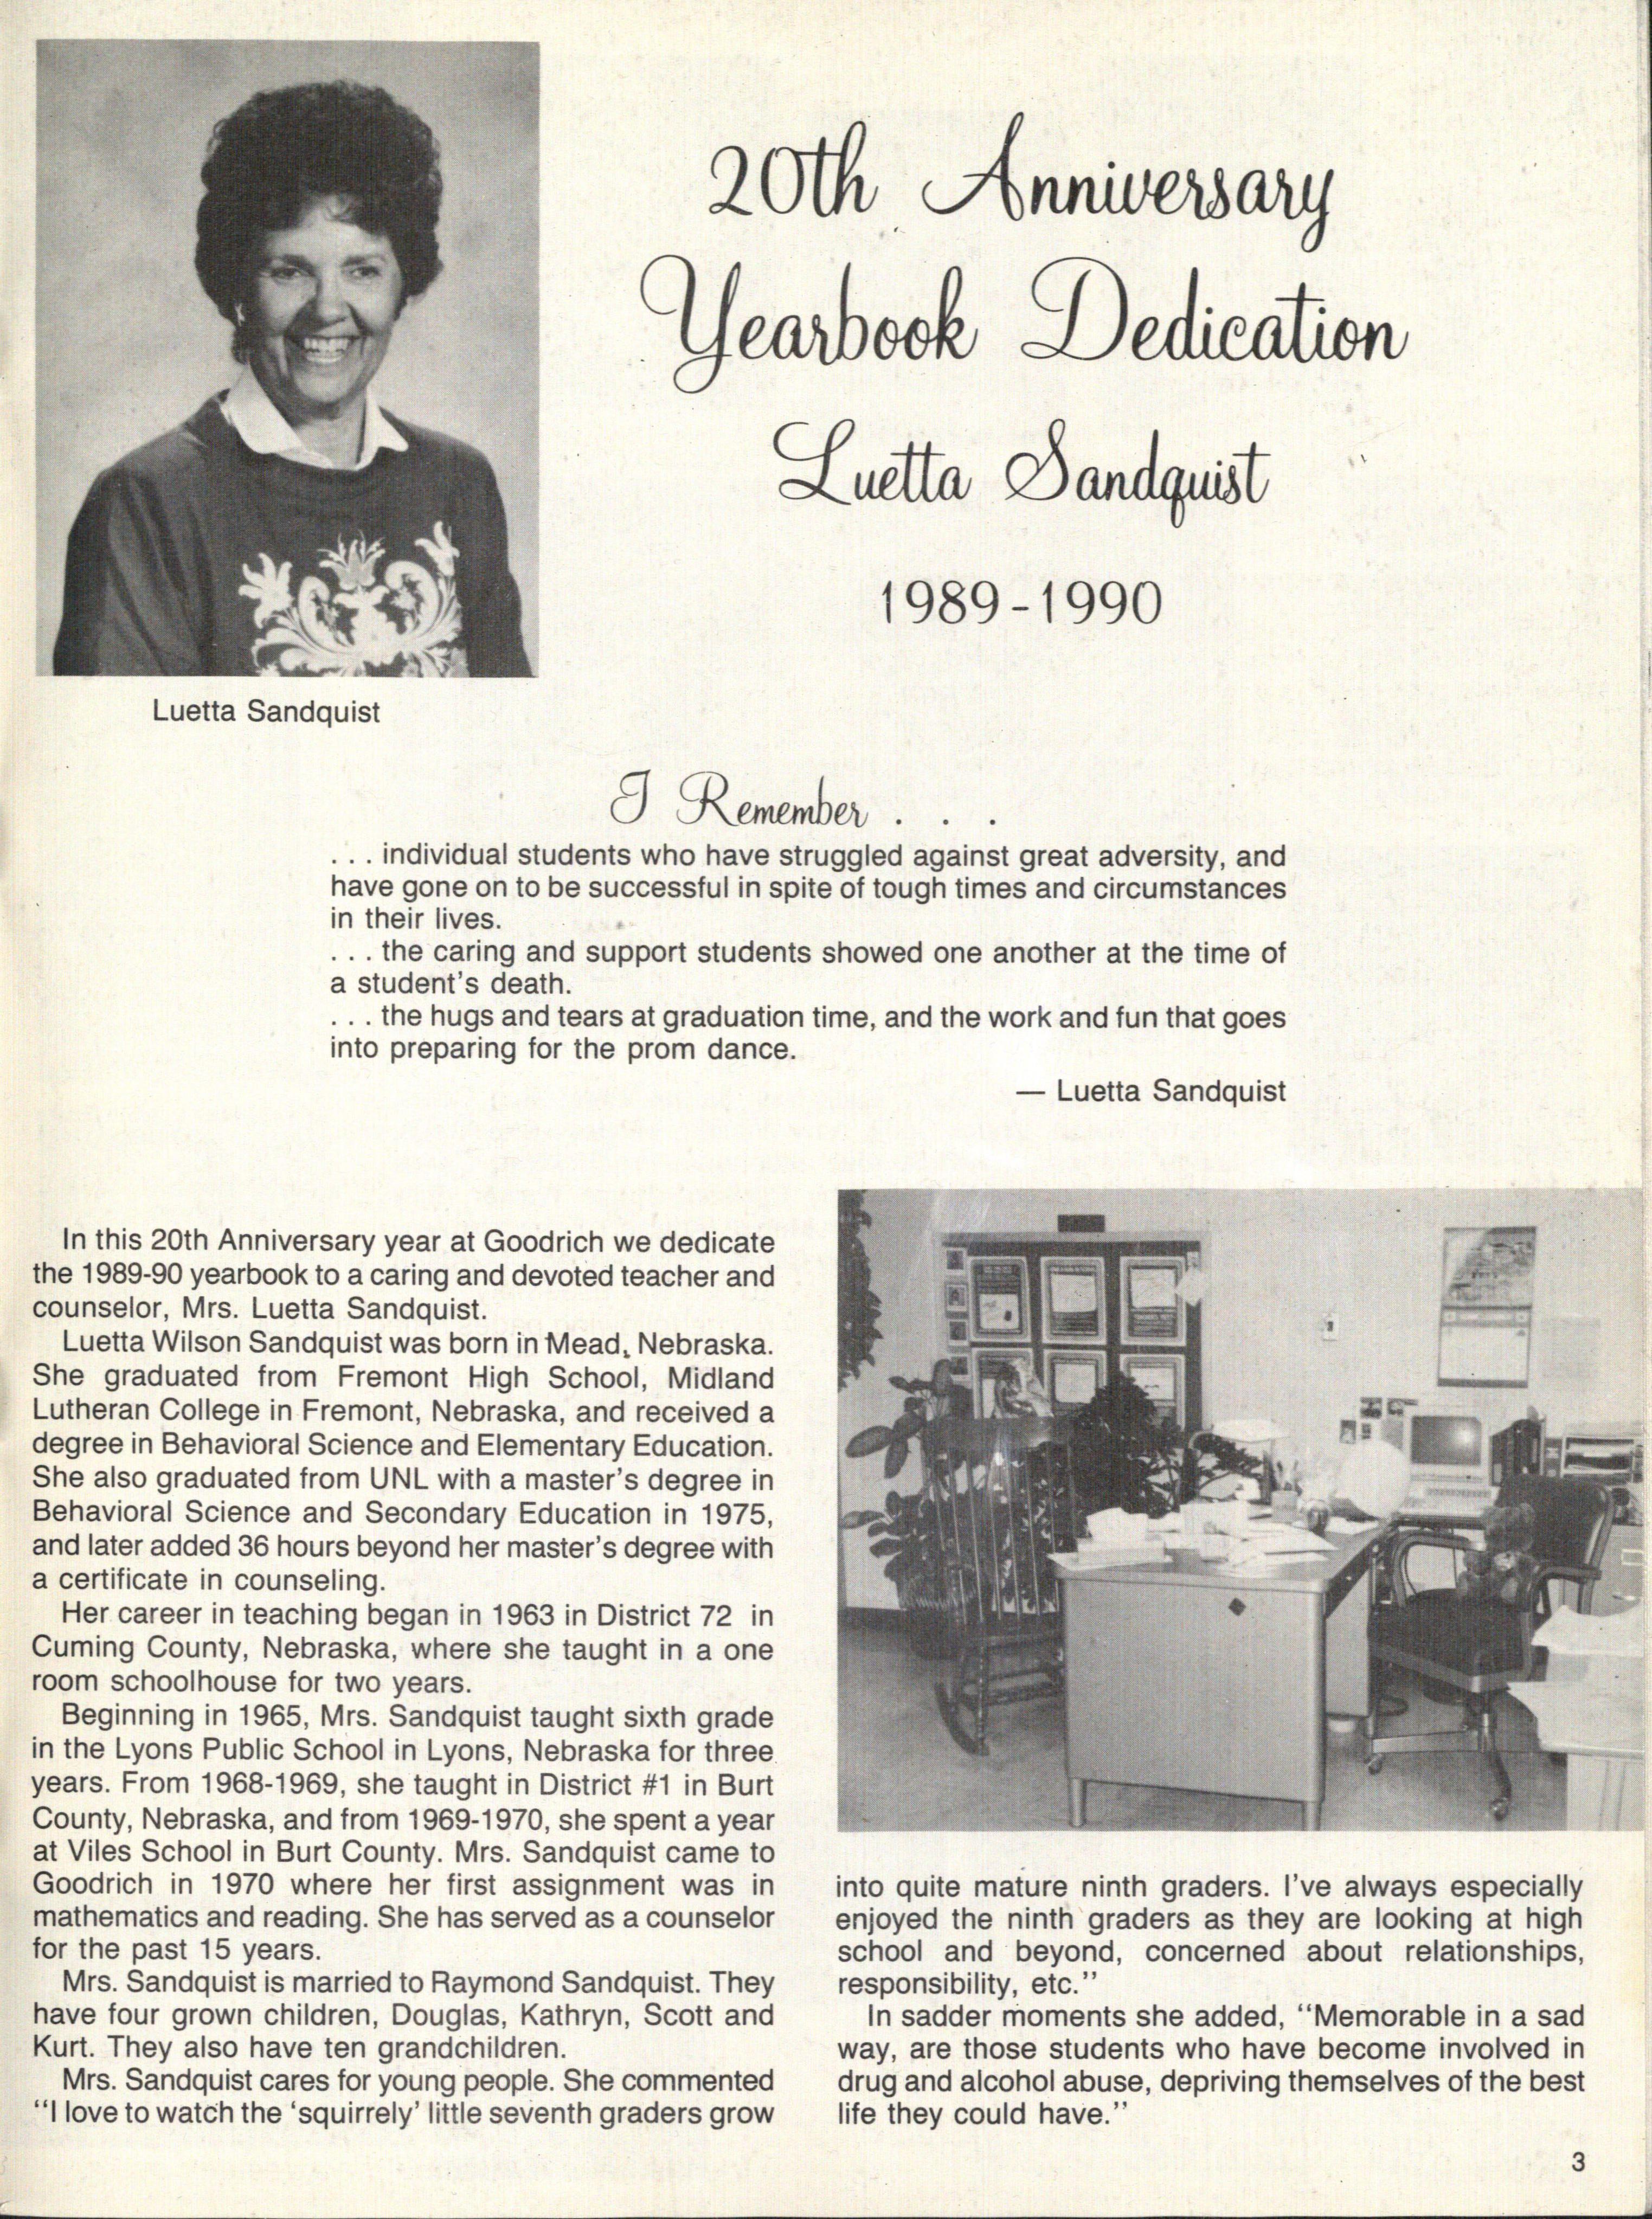 20th Anniversary
Yearbook Dedication
Luetta Sandquist
1989-1990
Luetta Sandquist
I Remember . . .
. . . individual students who have struggled against great adversity, and
have gone on to be successful in spite of tough times and circumstances
in their lives.
. . . the caring and support students showed one another at the time of
a student's death.
. . . the hugs and tears at graduation time, and the work and fun that goes
into preparing for the prom dance.
— Luetta Sandquist
In this 20th Anniversary year at Goodrich we dedicate
the 1989-90 yearbook to a caring and devoted teacher and
counselor, Mrs. Luetta Sandquist.
Luetta Wilson Sandquist was born in Mead, Nebraska.
She graduated from Fremont High School, Midland
Lutheran College in Fremont, Nebraska, and received a
degree in Behavioral Science and Elementary Education.
She also graduated from UNL with a master's degree in
Behavioral Science and Secondary Education in 1975,
and later added 36 hours beyond her master's degree with
a certificate in counseling.
Her career in teaching began in 1963 in District 72 in
Cuming County, Nebraska, where she taught in a one
room schoolhouse for two years.
Beginning in 1965, Mrs. Sandquist taught sixth grade
in the Lyons Public School in Lyons, Nebraska for three
years. From 1968-1969, she taught in District #1 in Burt
County, Nebraska, and from 1969-1970, she spent a year
at Viles School in Burt County. Mrs. Sandquist came to
Goodrich in 1970 where her first assignment was in
mathematics and reading. She has served as a counselor
for the past 15 years.
Mrs. Sandquist is married to Raymond Sandquist. They
have four grown children, Douglas, Kathryn, Scott and
Kurt. They also have ten grandchildren.
Mrs. Sandquist cares for young people. She commented
"I love to watch the 'squirrely' little seventh graders grow
into quite mature ninth graders. I've always especially
enjoyed the ninth graders as they are looking at high
school and beyond, concerned about relationships,
responsibility, etc."
In sadder moments she added, "Memorable in a sad
way, are those students who have become involved in
drug and alcohol abuse, depriving themselves of the best
life they could have."
3